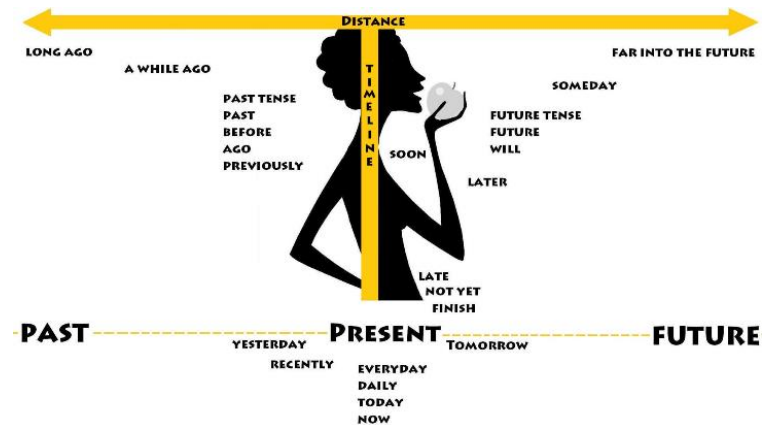 DISTANCE
LONG AGO
FAR INTO THE FUTURE
A WHILE AGO
SOMEDAY
TIMELINE
PAST TENSE
PAST
BEFORE
AGO
PREVIOUSLY
FUTURE TENSE
FUTURE
WILL
SOON
LATER
LATE
NOT YET
FINISH
PAST
PRESENT
FUTURE
YESTERDAY
TOMORROW
RECENTLY
EVERYDAY
DAILY
TODAY
NOW